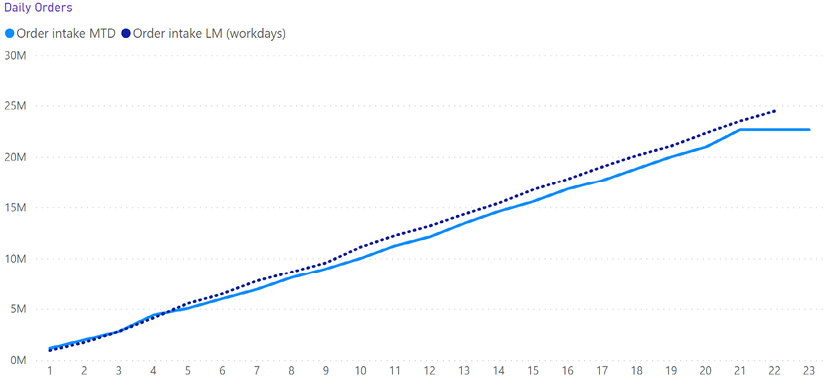 Daily Orders
Order intake MTD Order intake LM (workdays)
30M
25M
20M
15M
10M
5M
0M
1 2 3 4 5 6 7 8 9 10 11 12 13 14 15 16 17 18 19 20 21 22 23